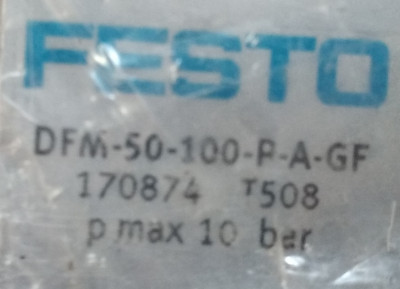 FESTO
DFM-50-100-P-A-GF
170874 T508
p max 10 bar